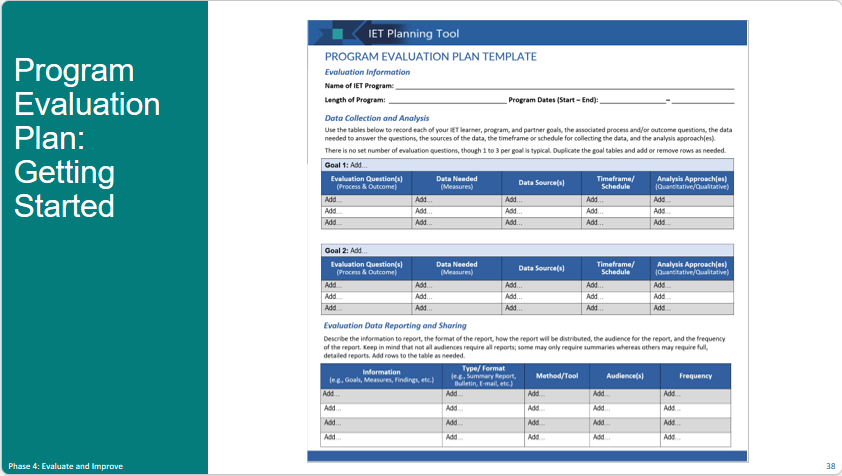 Program
Evaluation
Plan:
Getting
Started
IET Planning Tool
PROGRAM EVALUATION PLAN TEMPLATE
Evaluation Information
Name of IET Program:
Length of Program: Program Dates (Start – End): –
Data Collection and Analysis
Use the tables below to record each of your IET learner, program, and partner goals, the associated process and/or outcome questions, the data
needed to answer the questions, the sources of the data, the timeframe or schedule for collecting the data, and the analysis approach(es).
There is no set number of evaluation questions, though 1 to 3 per goal is typical. Duplicate the goal tables and add or remove rows as needed.
Goal 1: Add...
Evaluation Question(s) Data Needed Data Source(s) Timeframe/ Analysis Approach(es)
(Process & Outcome) (Measures) Schedule (Quantitative/Qualitative)
Add... Add... Add... Add... Add...
Add... Add... Add... Add... Add...
Add... Add... Add... Add... Add...
Goal 2: Add...
Evaluation Question(s) Data Needed Data Source(s) Timeframe/ Analysis Approach(es)
(Process & Outcome) (Measures) Schedule (Quantitative/Qualitative)
Add... Add... Add... Add... Add...
Add... Add... Add... Add... Add...
Add... Add... Add... Add... Add...
Evaluation Data Reporting and Sharing
Describe the information to report, the format of the report, how the report will be distributed, the audience for the report, and the frequency
of the report. Keep in mind that not all audiences require all reports; some may only require summaries whereas others may require full,
detailed reports. Add rows to the table as needed.
Information Type/ Format Method/Tool Audience(s) Frequency
(e.g., Goals, Measures, Findings, etc.) (e.g., Summary Report,
Bulletin, E-mail, etc.)
Add... Add... Add... Add... Add...
Add... Add... Add... Add... Add...
Add... Add... Add... Add... Add...
Add... Add... Add... Add... Add...
Phase 4: Evaluate and Improve
38